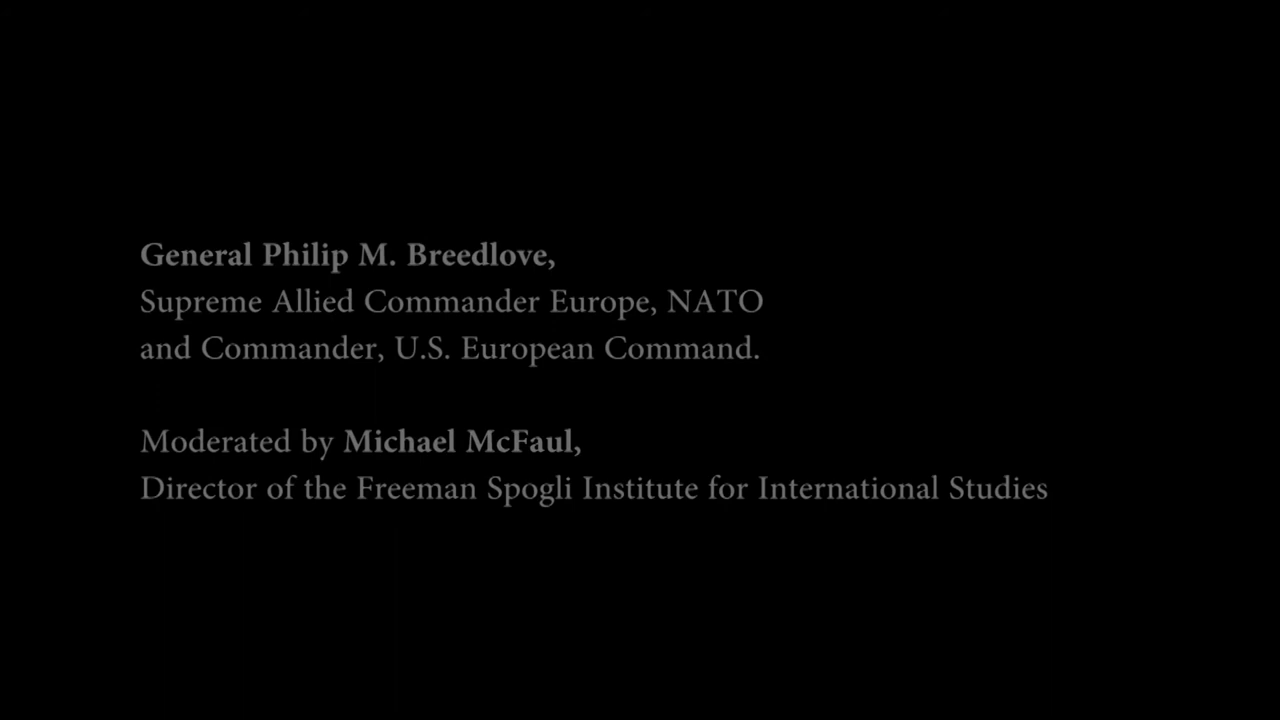 General Philip M. Breedlove,
Supreme Allied Commander Europe, NATO
and Commander, U.S. European Command.
Moderated by Michael McFaul,
Director of the Freeman Spogli Institute for International Studies